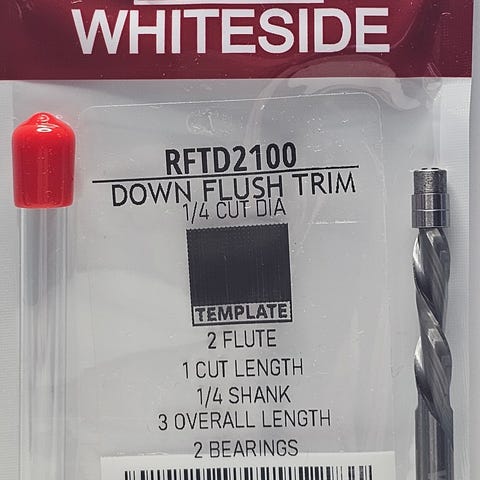 WHITESIDE
RFTD2100
DOWN FLUSH TRIM
1/4 CUT DIA
TEMPLATE
2 FLUTE
1 CUT LENGTH
1/4 SHANK
3 OVERALL LENGTH
2 BEARINGS